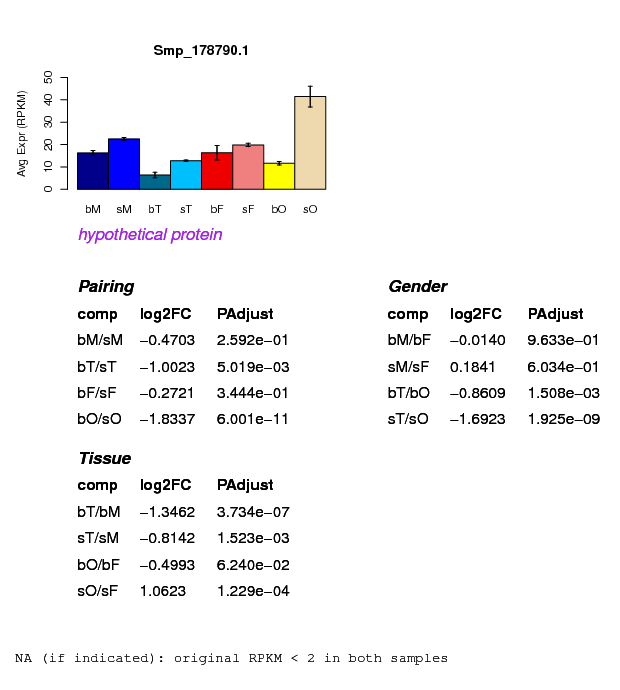 Smp_178790.1
Avg Expr (RPKM)
50
40
30
20
10
0
bM sM bT sT bF sF bO sO
hypothetical protein
Pairing
comp log2FC PAdjust
bM/sM −0.4703 2.592e−01
bT/sT −1.0023 5.019e−03
bF/sF −0.2721 3.444e−01
bO/sO −1.8337 6.001e−11
Gender
comp log2FC PAdjust
bM/bF −0.0140 9.633e−01
sM/sF 0.1841 6.034e−01
bT/bO −0.8609 1.508e−03
sT/sO −1.6923 1.925e−09
Tissue
comp log2FC PAdjust
bT/bM −1.3462 3.734e−07
sT/sM −0.8142 1.523e−03
bO/bF −0.4993 6.240e−02
sO/sF 1.0623 1.229e−04
NA (if indicated): original RPKM < 2 in both samples